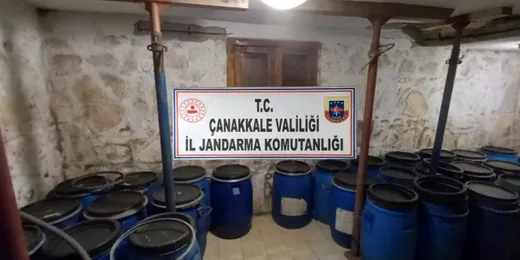 T.C.
ÇANAKKALE VALİLİĞİ
İL JANDARMA KOMUTANLIĞI